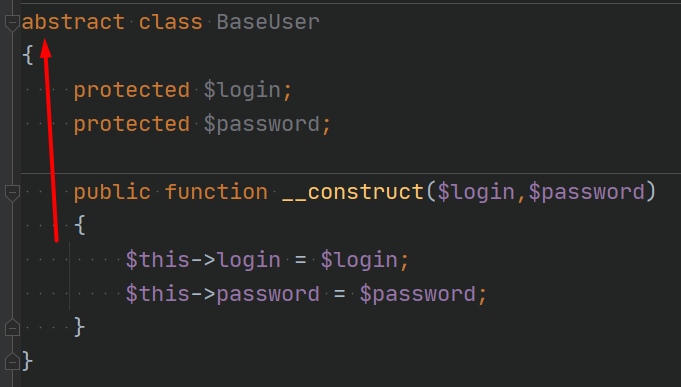 abstract class BaseUser
{
protected $login;
protected $password;
public function __construct($login,$password)
{
$this->login = $login;
$this->password = $password;
}
}